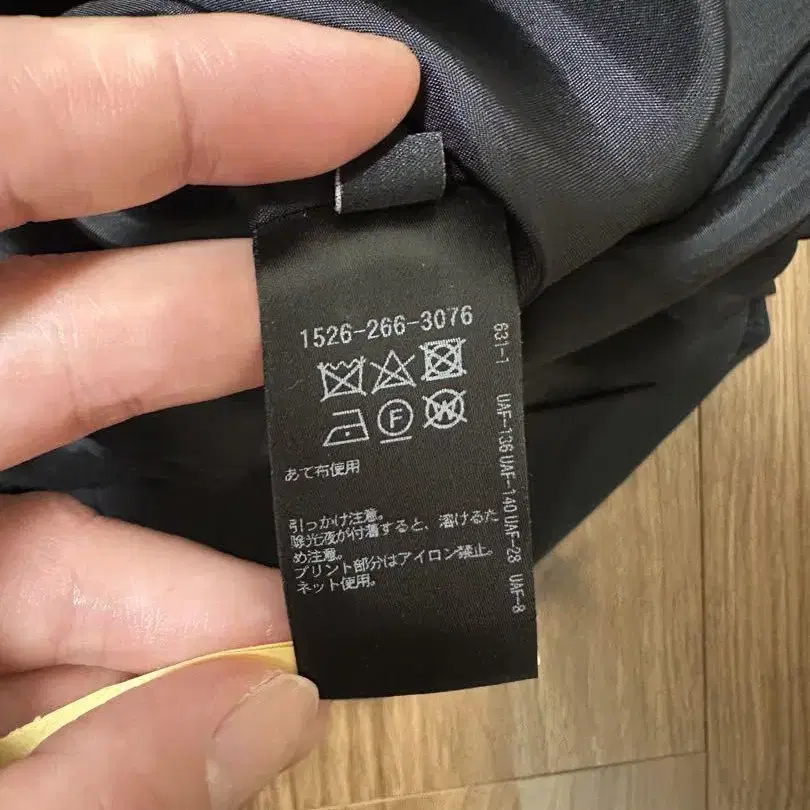 1526-266-3076
F
W
あて布使用
引っかけ注意。
除光液が付着すると、溶けるた
め注意。
プリント部分はアイロン禁止。
ネット使用。
631-1 UAF-136 UAF-140 UAF-28 UAF-8